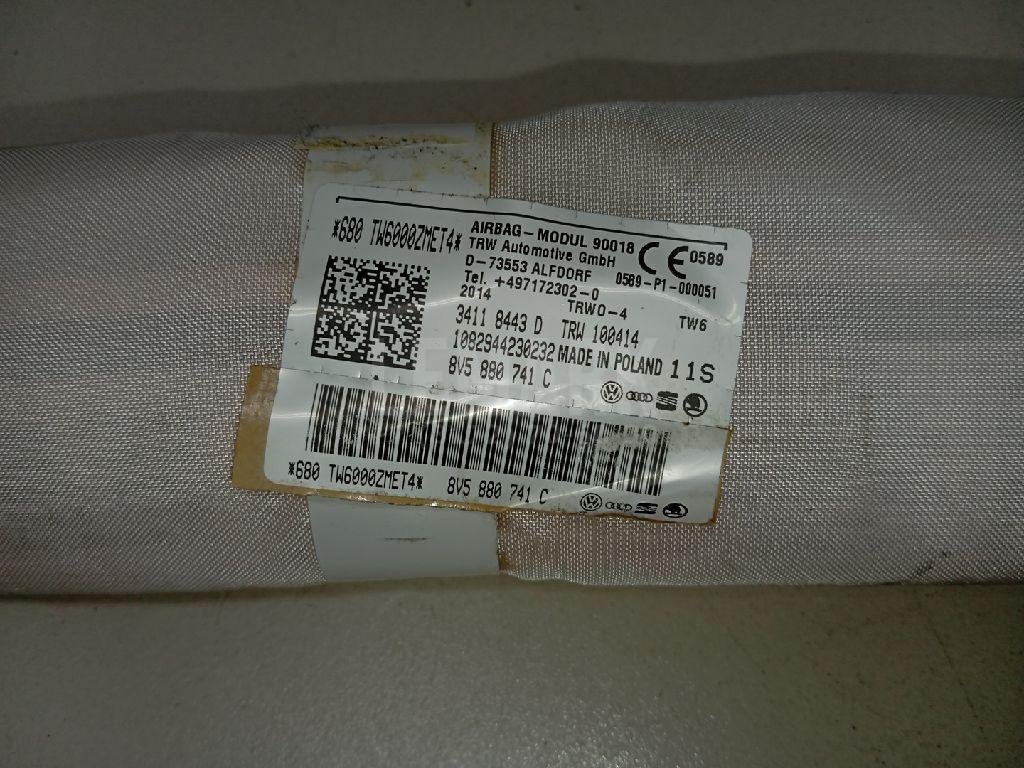 *680 TW6000ZMET4*
AIRBAG-MODUL 90018
TRW Automotive GmbH
D-73553 ALFDORF
Tel. +497172302-0
2014
TRWO-4
CE 0589
0589-P1-000051
TW6
3411 8443 D TRW 100414
1082944230232 MADE IN POLAND 11S
8V5 880 741 C
*680 TW6000ZMET4* 8V5 880 741 C